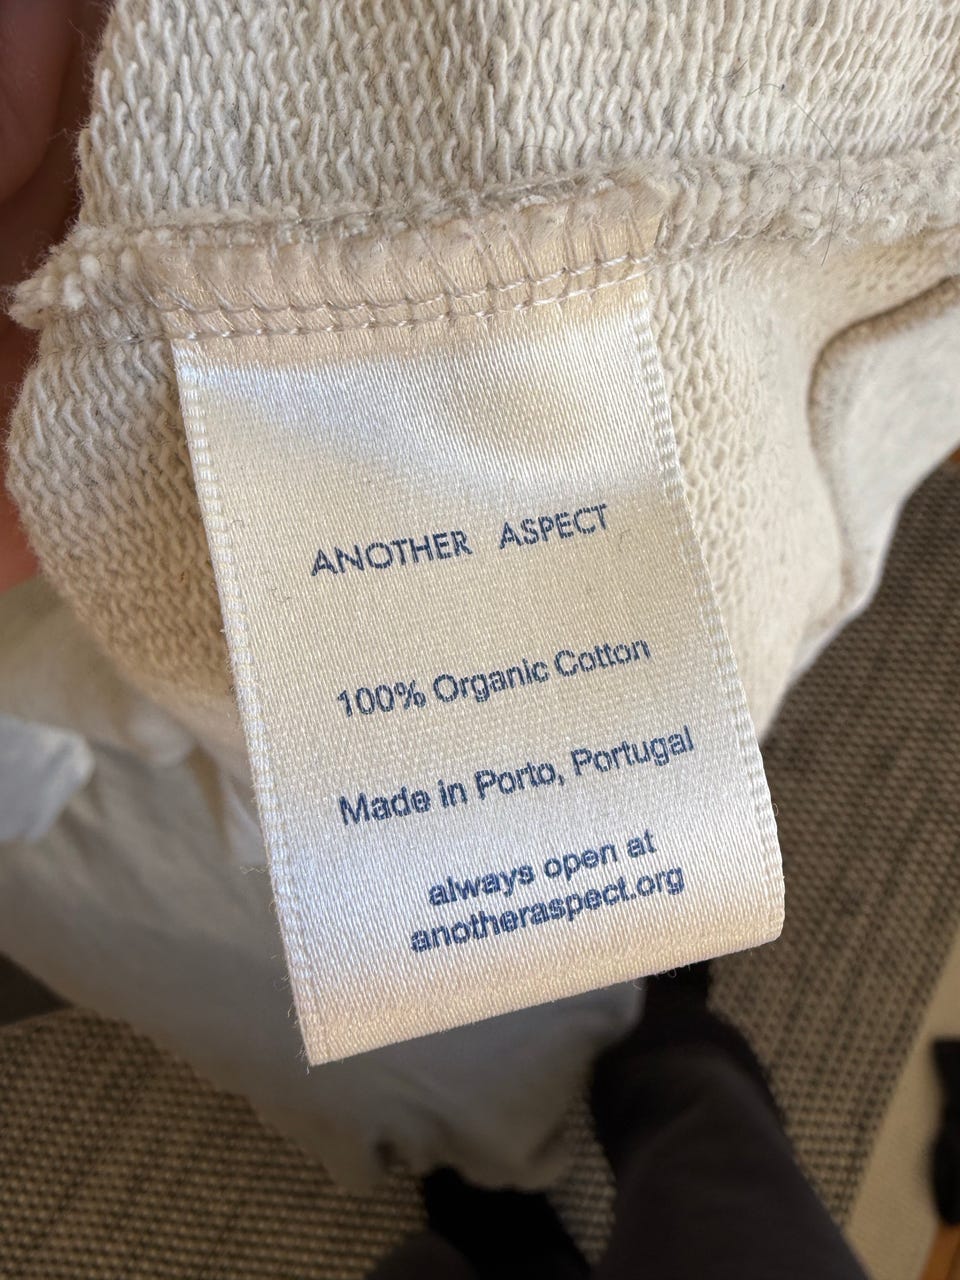 ANOTHER ASPECT
100% Organic Cotton
Made in Porto, Portugal
always open at
anotheraspect.org